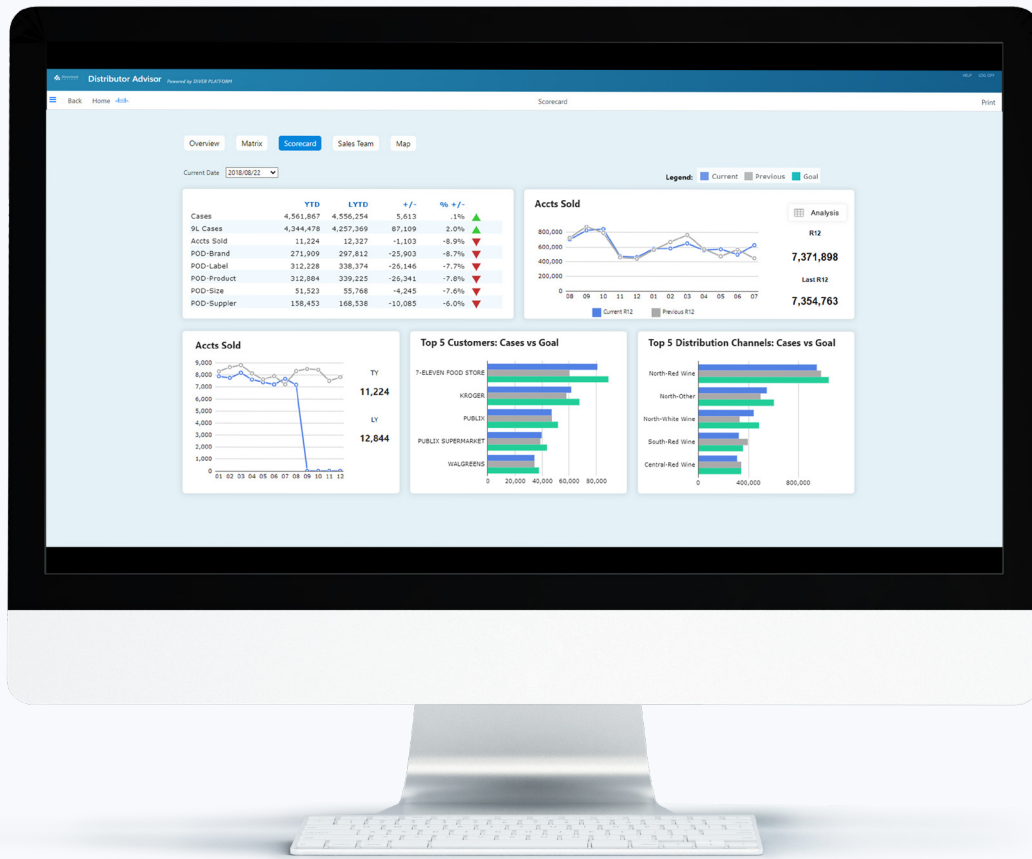 Distributor Advisor Powered by DIVER PLATFORM
HELP LOG OFF
Back Home
Scorecard
Print
Overview Matrix Scorecard Sales Team Map
Current Date 2018/08/22
Legend: Current Previous Goal
YTD LYTD +/- % +/-
Cases 4,561,867 4,556,254 5,613 .1%
9L Cases 4,344,478 4,257,369 87,109 2.0%
Accts Sold 11,224 12,327 -1,103 -8.9%
POD-Brand 271,909 297,812 -25,903 -8.7%
POD-Label 312,228 338,374 -26,146 -7.7%
POD-Product 312,884 339,225 -26,341 -7.8%
POD-Size 51,523 55,768 -4,245 -7.6%
POD-Suppler 158,453 168,538 -10,085 -6.0%
Accts Sold
Analysis
800,000
600,000
400,000
200,000
0
08 09 10 11 12 01 02 03 04 05 06 07
Current R12 Previous R12
R12
7,371,898
Last R12
7,354,763
Accts Sold
9,000
8,000
7,000
6,000
5,000
4,000
3,000
2,000
1,000
0
01 02 03 04 05 06 07 08 09 10 11 12
TY
11,224
LY
12,844
Top 5 Customers: Cases vs Goal
7-ELEVEN FOOD STORE
KROGER
PUBLIX
PUBLIX SUPERMARKET
WALGREENS
0 20,000 40,000 60,000 80,000
Top 5 Distribution Channels: Cases vs Goal
North-Red Wine
North-Other
North-White Wine
South-Red Wine
Central-Red Wine
0 400,000 800,000